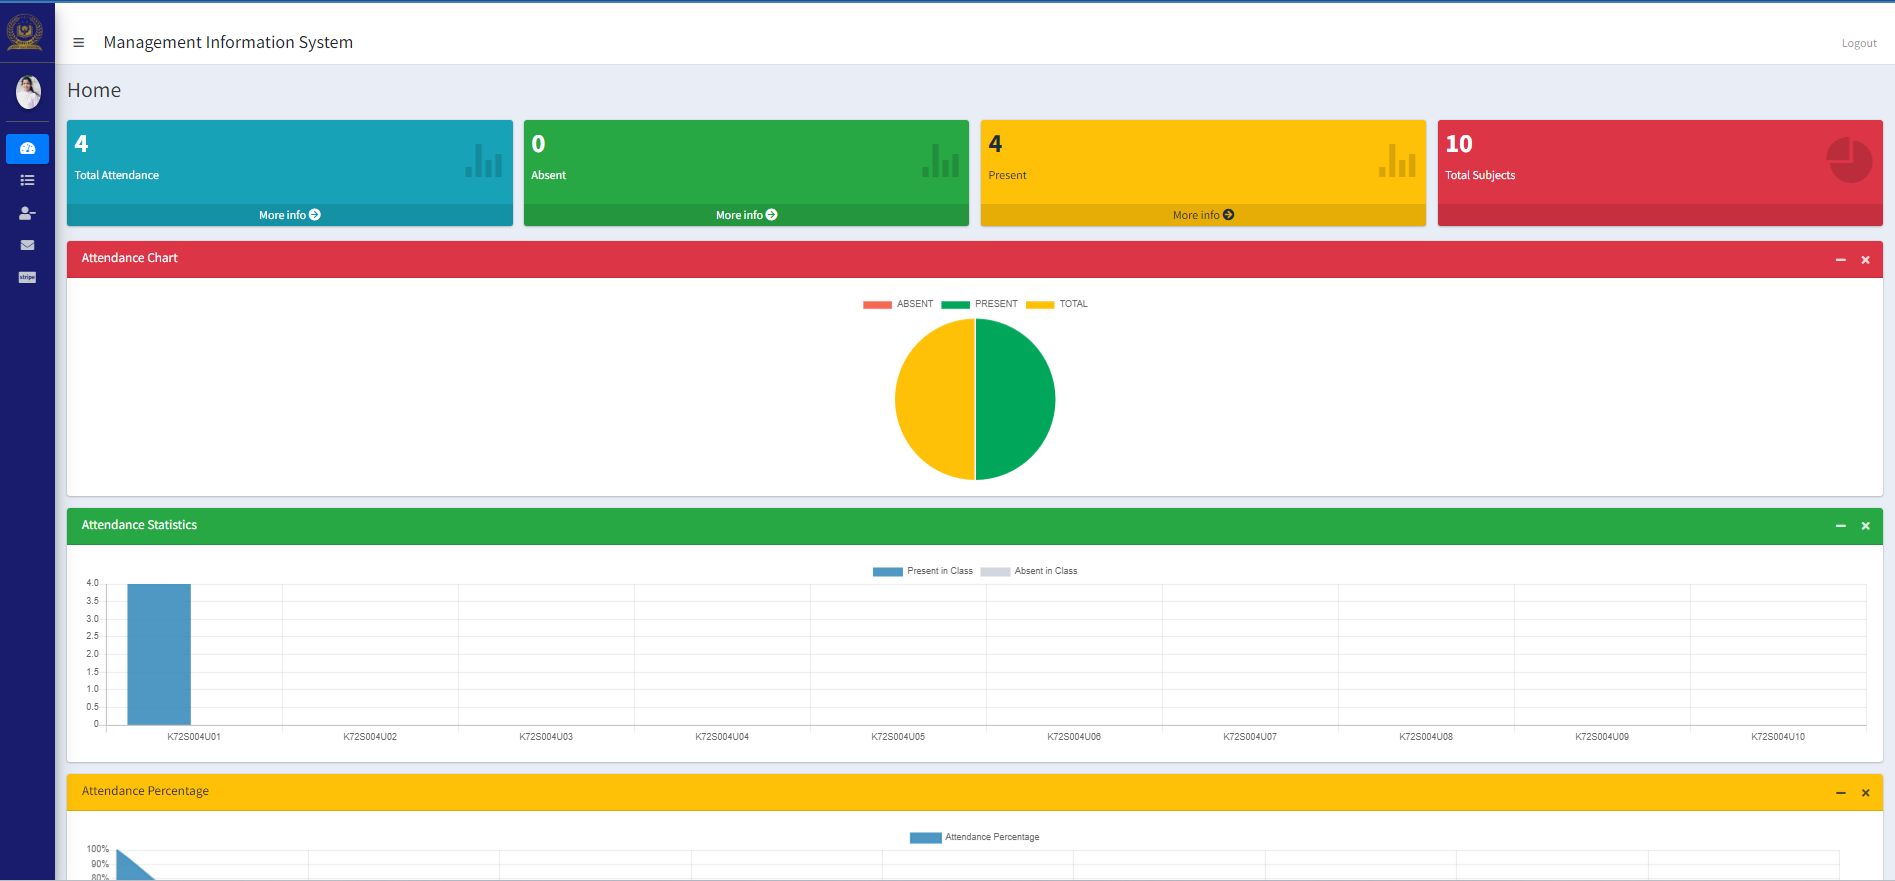 Management Information System
Logout
Home
4
Total Attendance
More info
0
Absent
More info
4
Present
More info
10
Total Subjects
Attendance Chart
ABSENT PRESENT TOTAL
Attendance Statistics
Present in Class Absent in Class
4.0
3.5
3.0
2.5
2.0
1.5
1.0
0.5
0
K72S004U01 K72S004U02 K72S004U03 K72S004U04 K72S004U05 K72S004U06 K72S004U07 K72S004U08 K72S004U09 K72S004U10
stripe
Attendance Percentage
Attendance Percentage
100%
90%
80%